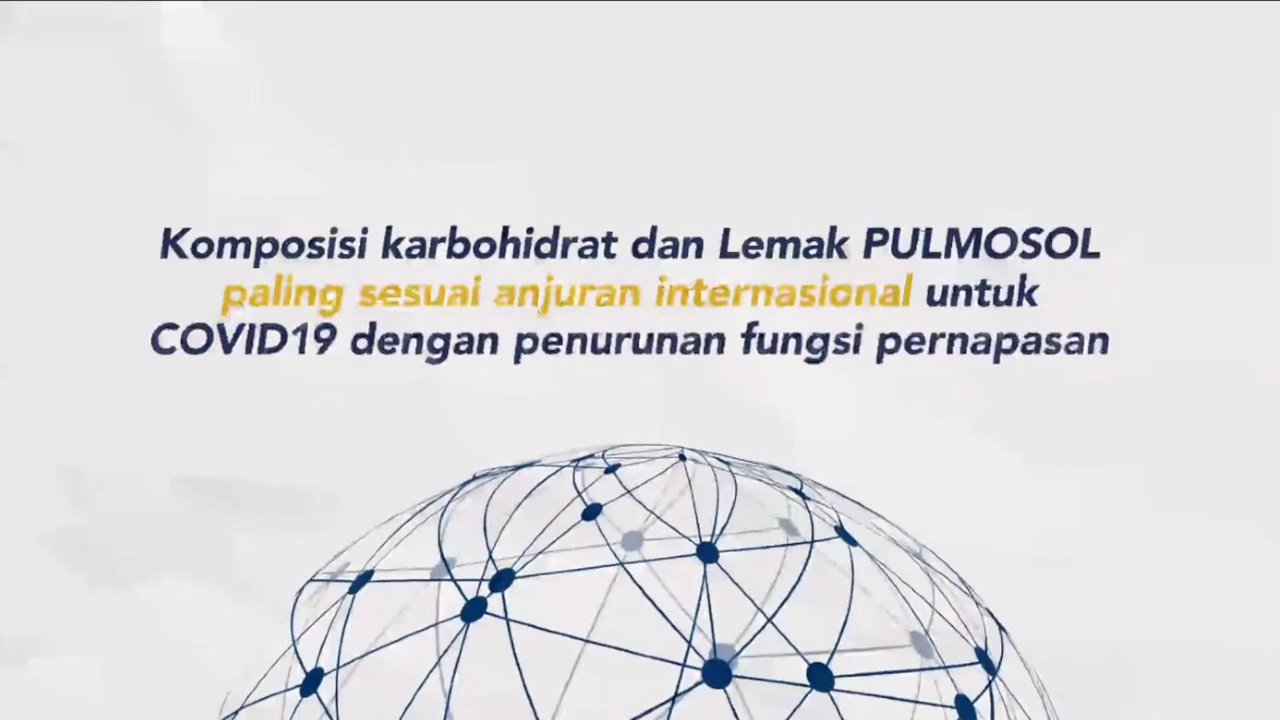 Komposisi karbohidrat dan Lemak PULMOSOL
paling sesuai anjuran internasional untuk
COVID19 dengan penurunan fungsi pernapasan